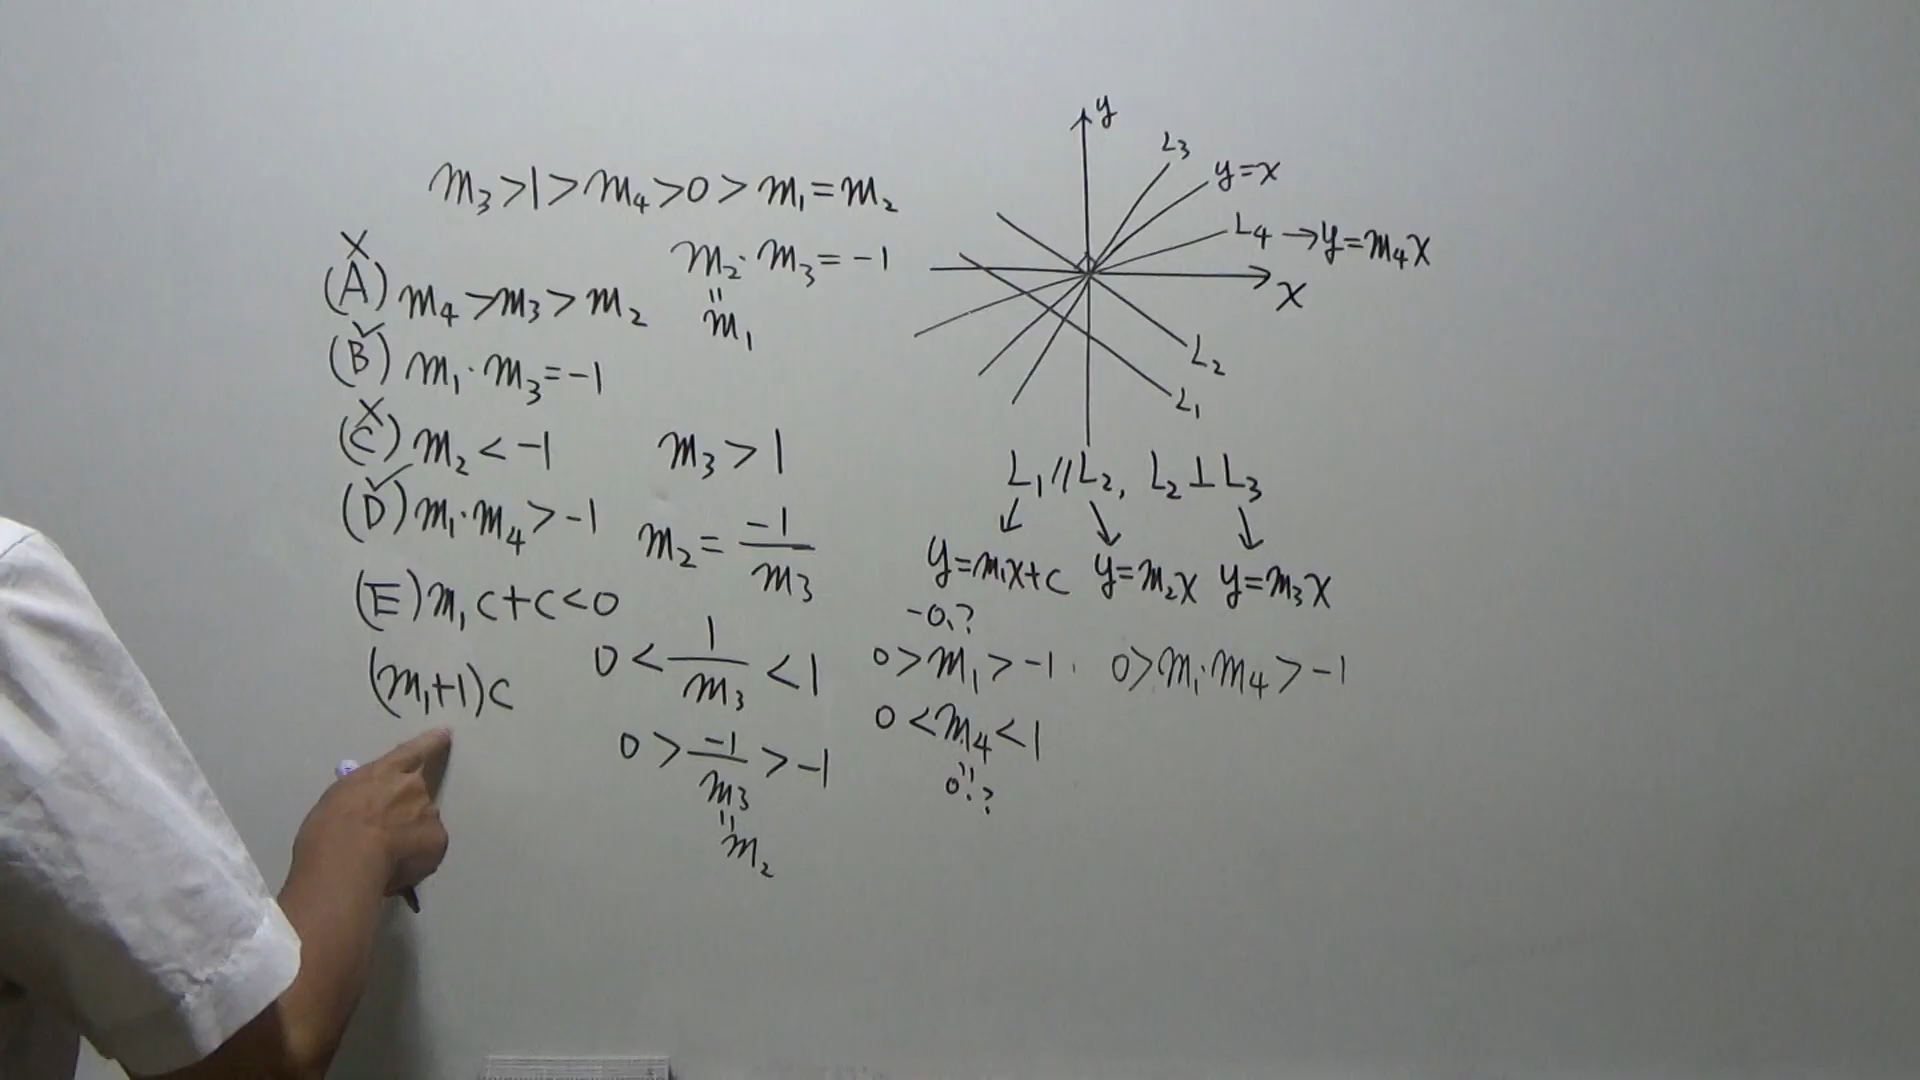 m₃>1>m₄>0>m₁=m₂
m₂·m₃=-1
"
m₁
X
(A) m₄>m₃>m₂
✓
(B) m₁·m₃=-1
X
(C) m₂<-1
✓
(D) m₁·m₄>-1
(E) m₁c+c<0
(m₁+1)c
m₃>1
m₂=-1/m₃
0<1/m₃<1
0>-1/m₃>-1
"
m₂
y
L₃
y=x
L₄→y=m₄x
x
L₂
L₁
L₁//L₂, L₂⊥L₃
↙ ↘ ↘
y=m₁x+c y=m₂x y=m₃x
-0.?
0>m₁>-1. 0>m₁·m₄>-1
0<m₄<1
"
0.?